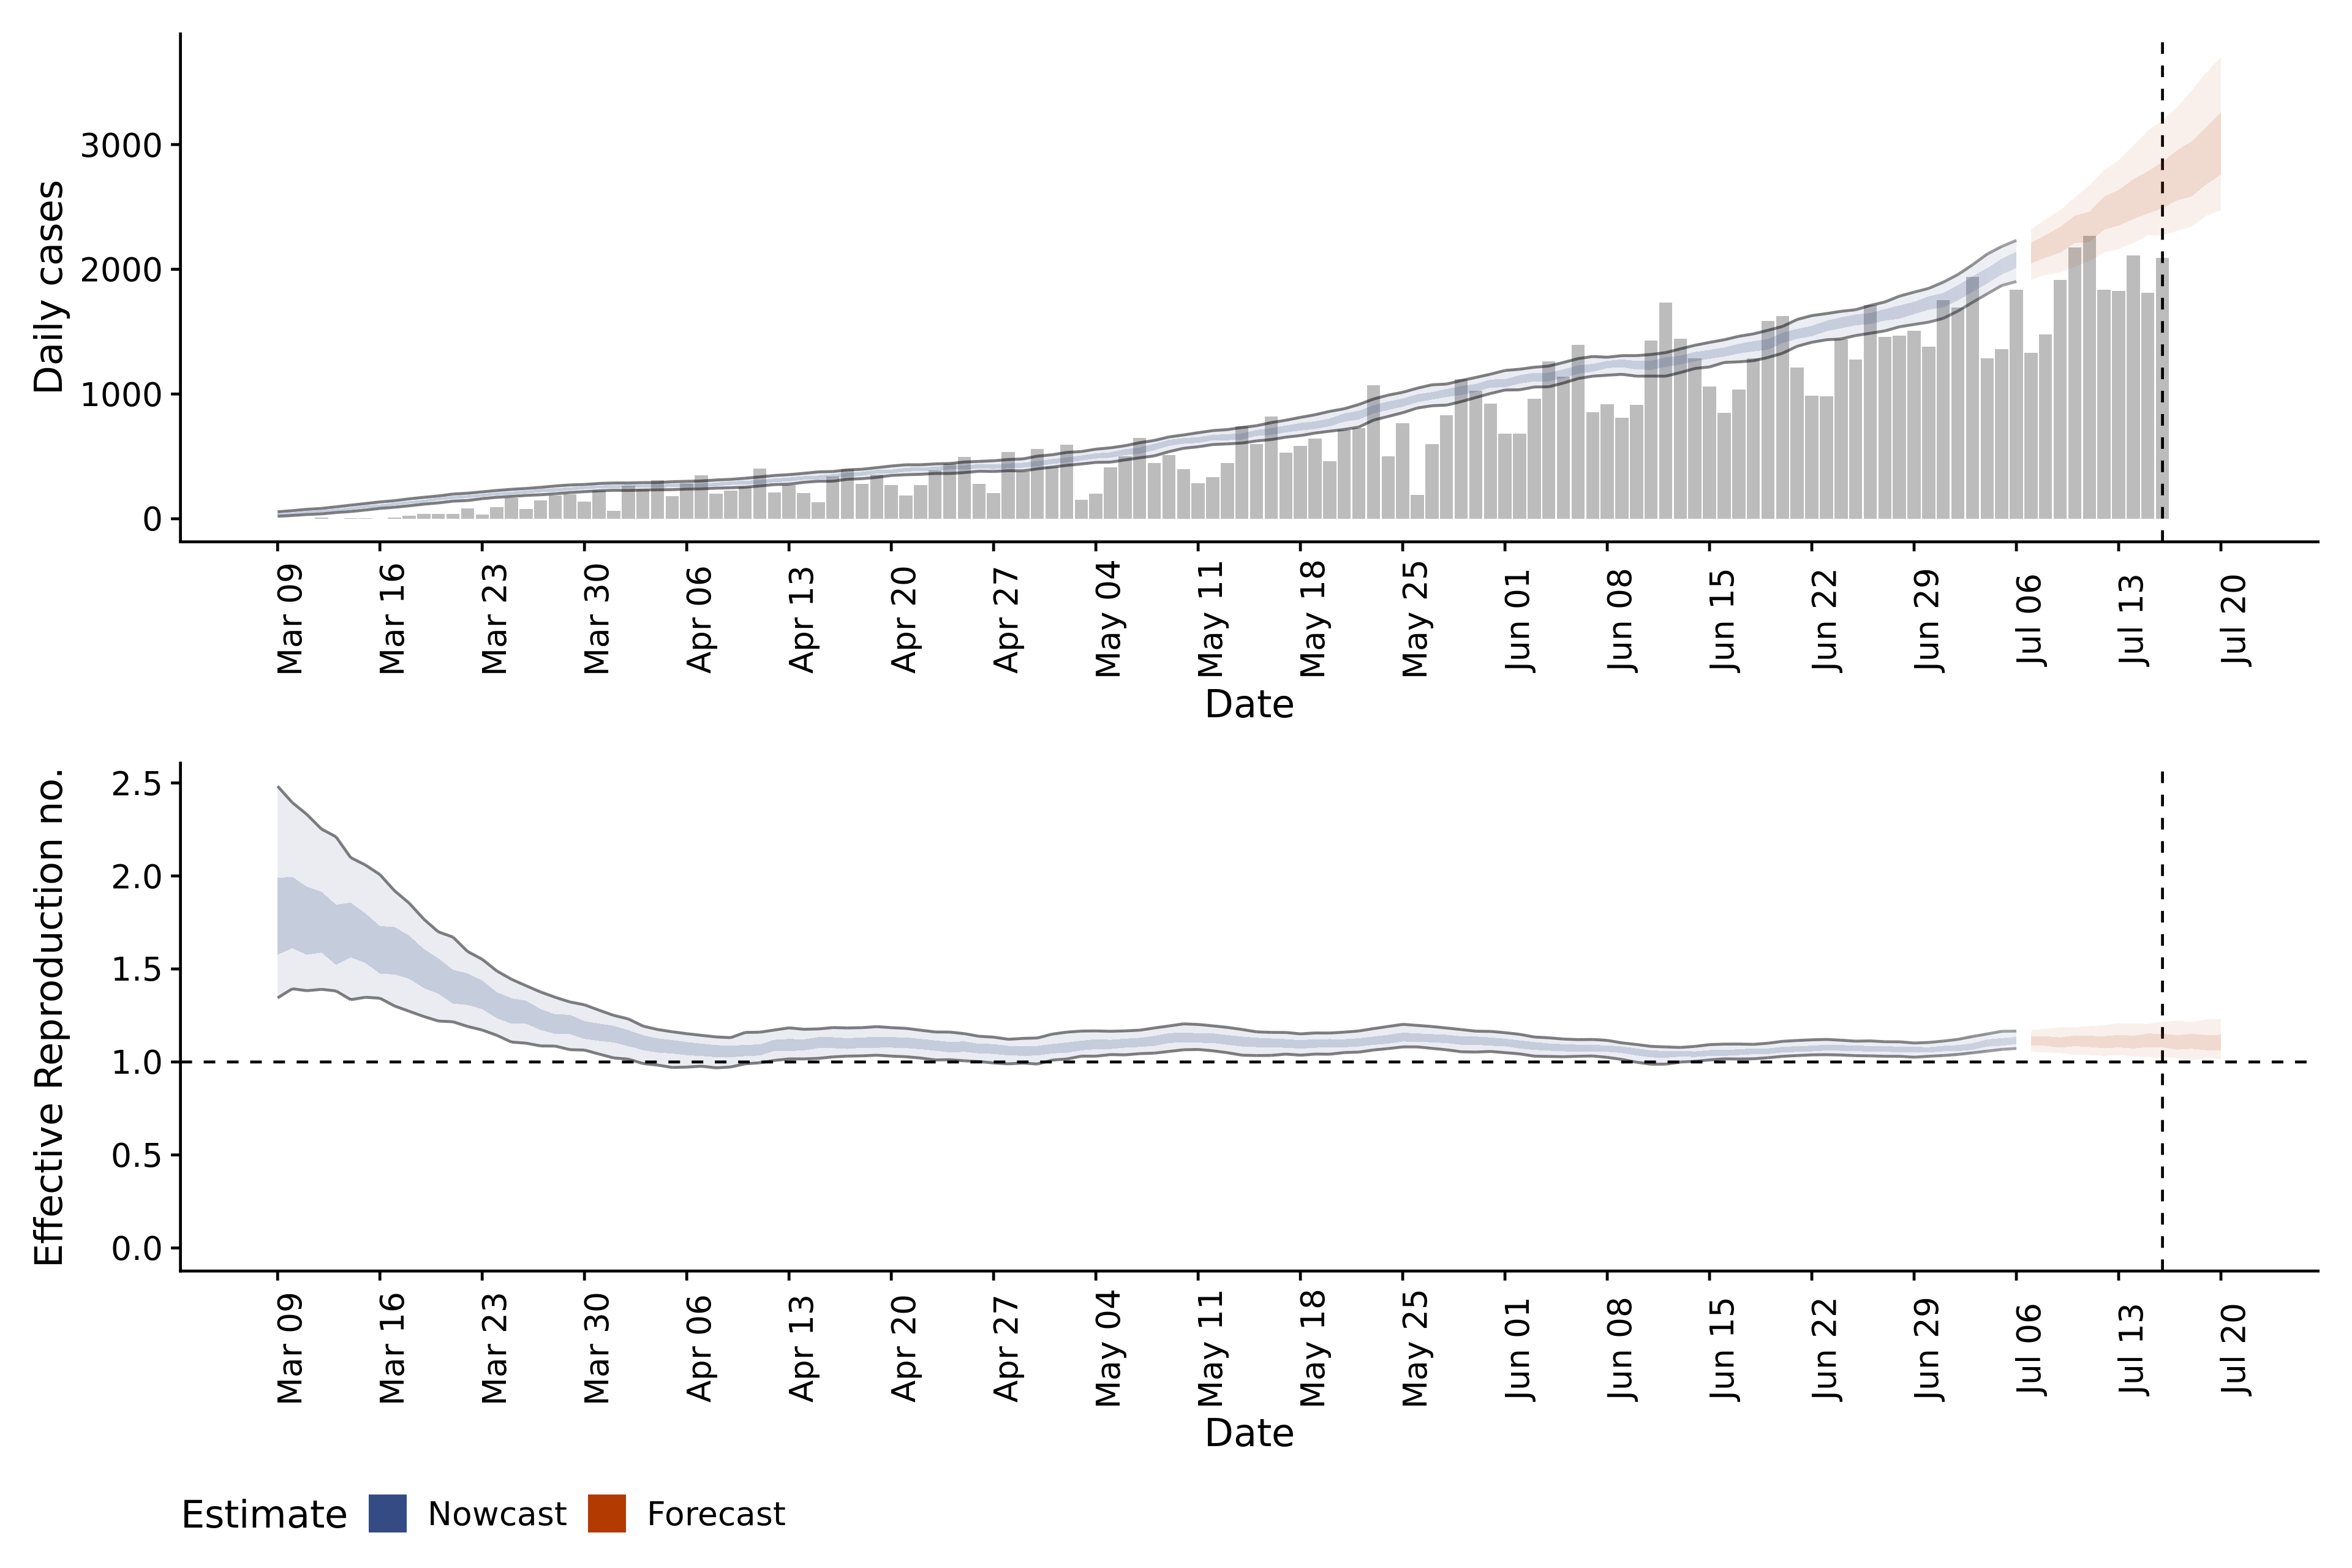 Daily cases
3000
2000
1000
0
Mar 09
Mar 16
Mar 23
Mar 30
Apr 06
Apr 13
Apr 20
Apr 27
May 04
May 11
May 18
May 25
Jun 01
Jun 08
Jun 15
Jun 22
Jun 29
Jul 06
Jul 13
Jul 20
Date
Effective Reproduction no.
2.5
2.0
1.5
1.0
0.5
0.0
Mar 09
Mar 16
Mar 23
Mar 30
Apr 06
Apr 13
Apr 20
Apr 27
May 04
May 11
May 18
May 25
Jun 01
Jun 08
Jun 15
Jun 22
Jun 29
Jul 06
Jul 13
Jul 20
Date
Estimate Nowcast Forecast